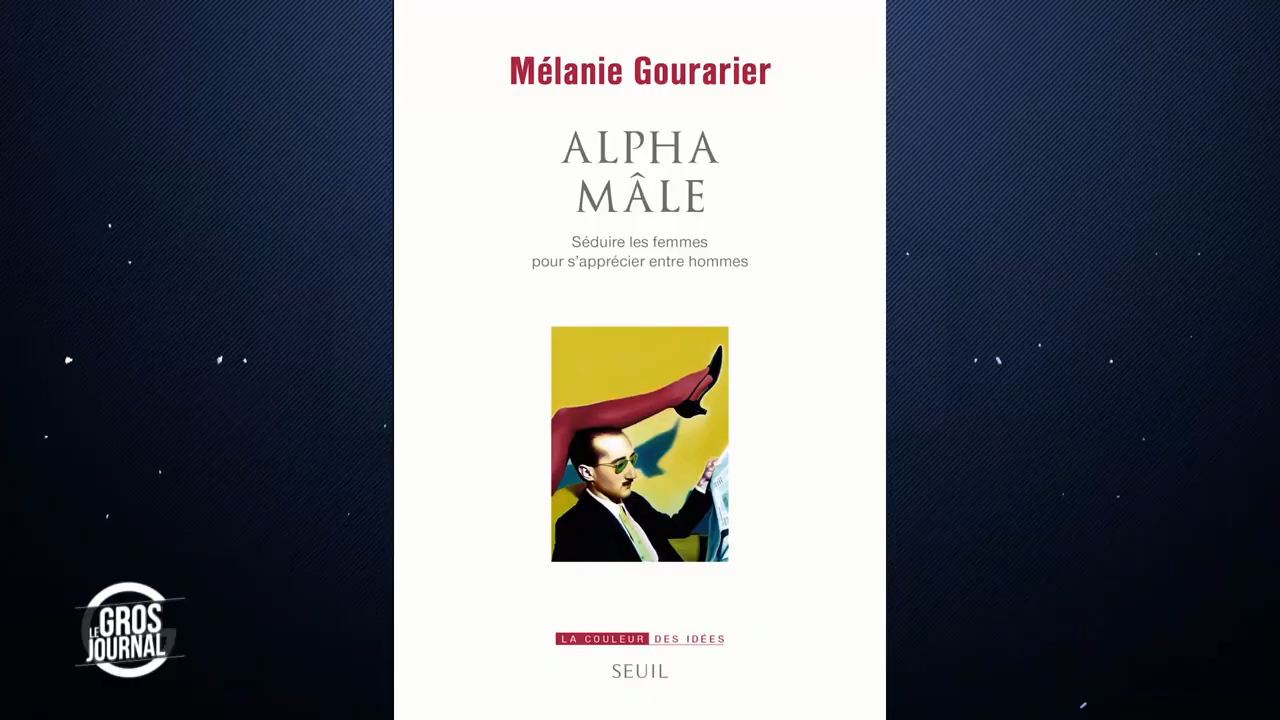 Mélanie Gourarier
ALPHA
MÂLE
Séduire les femmes
pour s'apprécier entre hommes
LA COULEUR DES IDÉES
SEUIL
LE GROS
JOURNAL